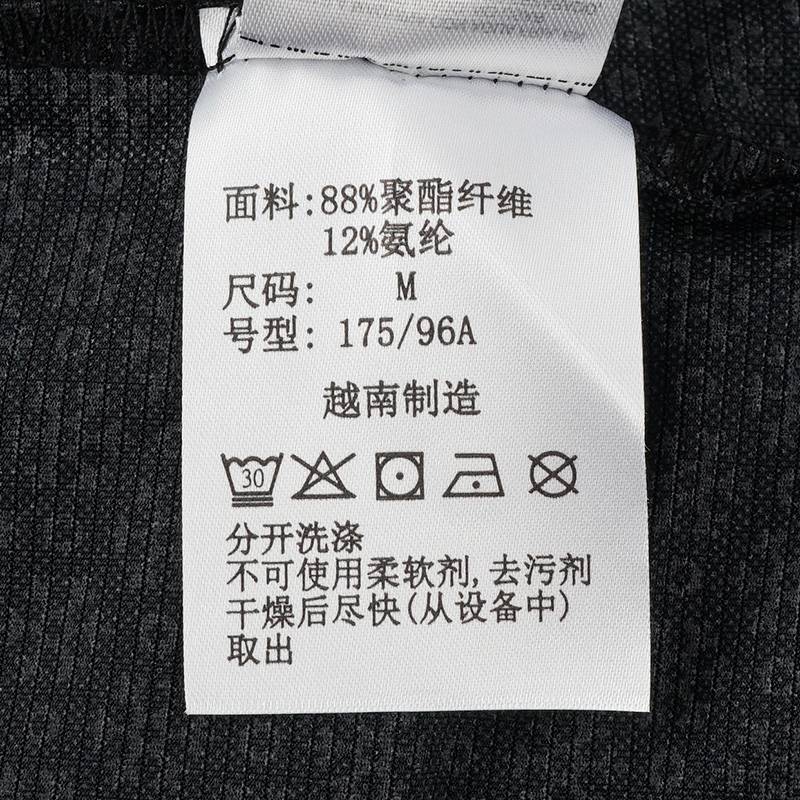 面料:88%聚酯纤维
12%氨纶
尺码: M
号型: 175/96A
越南制造
30
分开洗涤
不可使用柔软剂,去污剂
干燥后尽快(从设备中)
取出